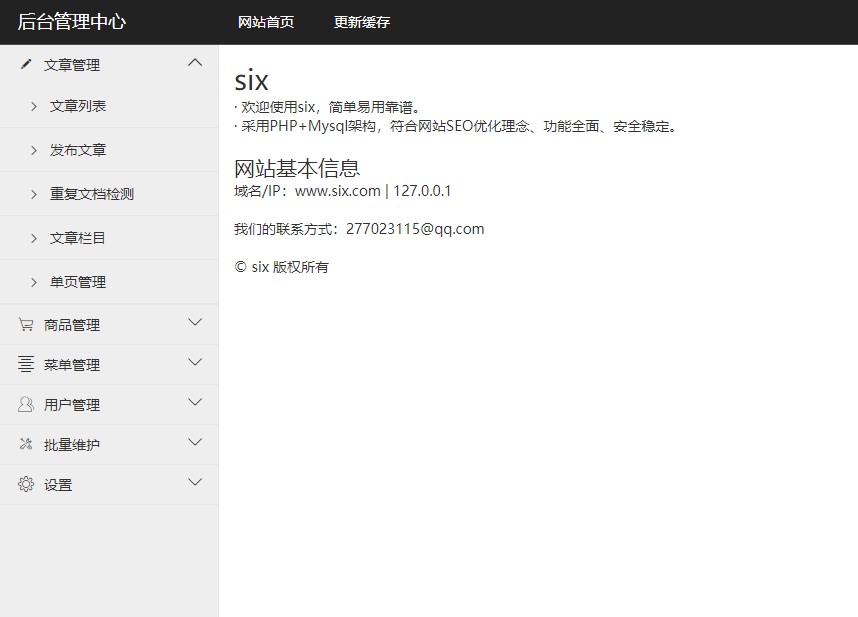 后台管理中心 网站首页 更新缓存
文章管理
文章列表
发布文章
重复文档检测
文章栏目
单页管理
商品管理
菜单管理
用户管理
批量维护
设置
six
· 欢迎使用six，简单易用靠谱。
· 采用PHP+Mysql架构，符合网站SEO优化理念、功能全面、安全稳定。
网站基本信息
域名/IP：www.six.com | 127.0.0.1
我们的联系方式：277023115@qq.com
© six 版权所有